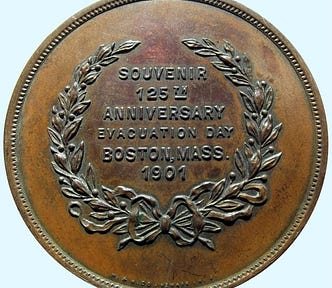 SOUVENIR
125TH
ANNIVERSARY
EVACUATION DAY
BOSTON, MASS.
1901